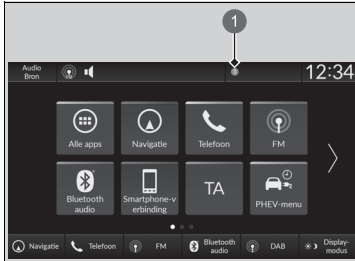 1
Audio
Bron
12:34
Alle apps
Navigatie
Telefoon
FM
Bluetooth
audio
Smartphone-v
erbinding
TA
PHEV-menu
Navigatie
Telefoon
FM
Bluetooth
audio
DAB
Display-
modus